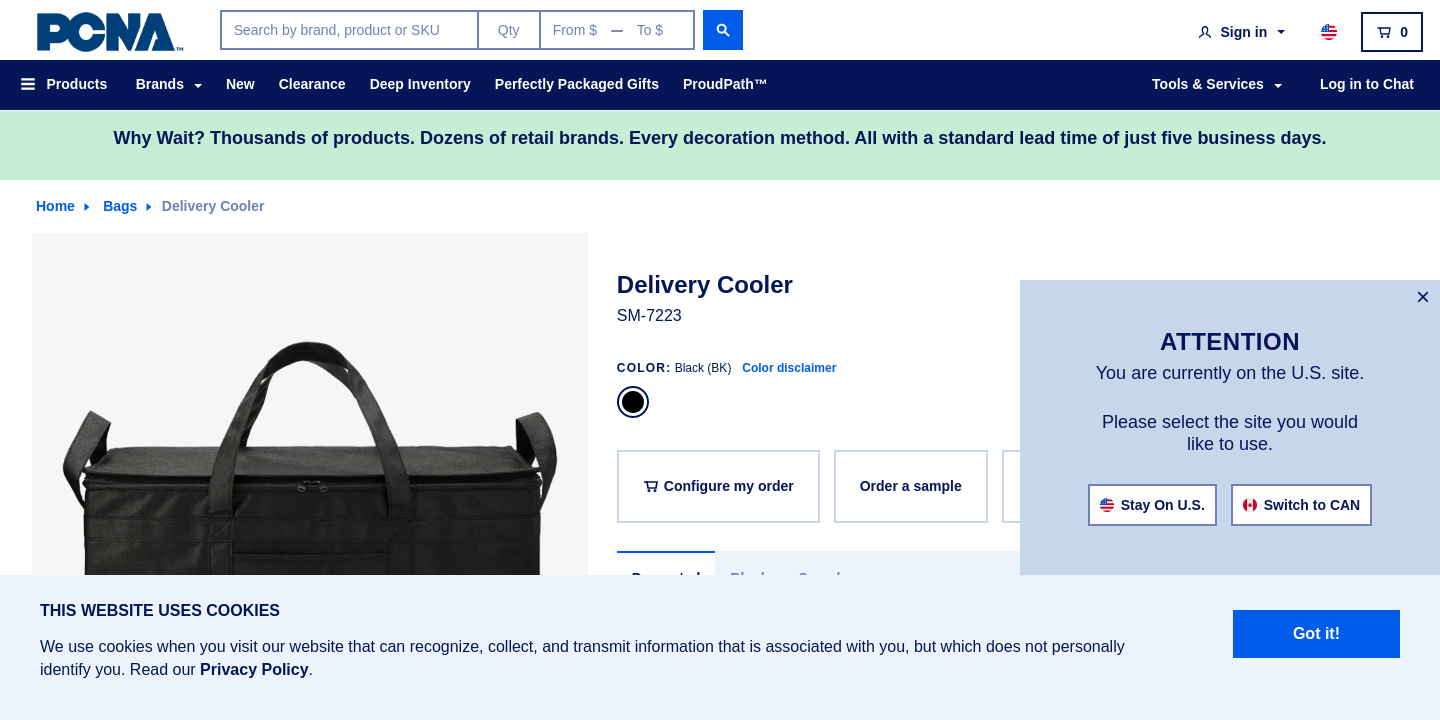 PCNA™
Search by brand, product or SKU
Qty
From $ — To $
Sign in
0
Products
Brands
New
Clearance
Deep Inventory
Perfectly Packaged Gifts
ProudPath™
Tools & Services
Log in to Chat
Why Wait? Thousands of products. Dozens of retail brands. Every decoration method. All with a standard lead time of just five business days.
Home
Bags
Delivery Cooler
Delivery Cooler
SM-7223
COLOR: Black (BK) Color disclaimer
Configure my order
Order a sample
×
ATTENTION
You are currently on the U.S. site.
Please select the site you would
like to use.
Stay On U.S.
Switch to CAN
THIS WEBSITE USES COOKIES
We use cookies when you visit our website that can recognize, collect, and transmit information that is associated with you, but which does not personally
identify you. Read our Privacy Policy.
Got it!